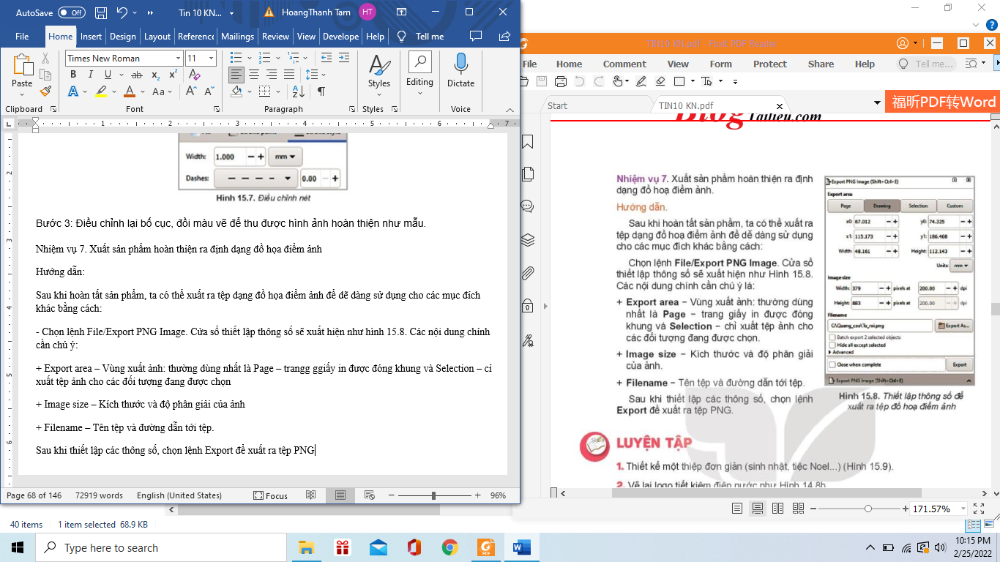 AutoSave Off Tin 10 KN... HoangThanh Tam HT
File Home Insert Design Layout Reference Mailings Review View Develope Help Tell me
Times New Roman 11
Paste Styles Editing Dictate
Clipboard Font Paragraph Styles Voice
Width: 1.000 mm
Dashes: 0.00
Hình 15.7. Điều chỉnh nét
Bước 3: Điều chỉnh lại bố cục, đổi màu vẽ để thu được hình ảnh hoàn thiện như mẫu.
Nhiệm vụ 7. Xuất sản phẩm hoàn thiện ra định dạng đồ họa điểm ảnh
Hướng dẫn:
Sau khi hoàn tất sản phẩm, ta có thể xuất ra tệp dạng đồ họa điểm ảnh để dễ dàng sử dụng cho các mục đích
khác bằng cách:
- Chọn lệnh File/Export PNG Image. Cửa sổ thiết lập thông số sẽ xuất hiện như hình 15.8. Các nội dung chính
cần chú ý:
+ Export area – Vùng xuất ảnh: thường dùng nhất là Page – trangg ggiấy in được đóng khung và Selection – cỉ
xuất tệp ảnh cho các đối tượng đang được chọn
+ Image size – Kích thước và độ phân giải của ảnh
+ Filename – Tên tệp và đường dẫn tới tệp.
Sau khi thiết lập các thông số, chọn lệnh Export để xuất ra tệp PNG
Page 68 of 146 72919 words English (United States) Focus 96%
40 items 1 item selected 68.9 KB
TIN10 KN.pdf - Foxit PDF Reader
File Home Comment View Form Protect Share Help Tell me...
Start TIN10 KN.pdf
福昕PDF转Word
Blog Tailieu.com
Nhiệm vụ 7. Xuất sản phẩm hoàn thiện ra định
dạng đồ hoạ điểm ảnh.
Hướng dẫn.
Sau khi hoàn tất sản phẩm, ta có thể xuất ra
tệp dạng đồ hoạ điểm ảnh để dễ dàng sử dụng
cho các mục đích khác bằng cách:
Chọn lệnh File/Export PNG Image. Cửa sổ
thiết lập thông số sẽ xuất hiện như Hình 15.8.
Các nội dung chính cần chú ý là:
+ Export area – Vùng xuất ảnh: thường dùng
nhất là Page – trang giấy in được đóng
khung và Selection – chỉ xuất tệp ảnh cho
các đối tượng đang được chọn.
+ Image size – Kích thước và độ phân giải
của ảnh.
+ Filename – Tên tệp và đường dẫn tới tệp.
Sau khi thiết lập các thông số, chọn lệnh
Export để xuất ra tệp PNG.
Export PNG Image (Shift+Ctrl+E)
Export area
Page Drawing Selection Custom
x0: 67.012 y0: 74.325
x1: 115.173 y1: 186.468
Width: 48.161 Height: 112.143
Units: mm
Image size
Width: 379 pixels at 200.00 dpi
Height: 883 pixels at 200.00 dpi
Filename
C:\Quang_cao\To_roi.png Export As...
Batch export 2 selected objects
Hide all except selected
Advanced
Close when complete Export
Export PNG Image (Shift+Ctrl+E)
Hình 15.8. Thiết lập thông số để
xuất ra tệp đồ hoạ điểm ảnh
LUYỆN TẬP
1. Thiết kế một thiệp đơn giản (sinh nhật, tiệc Noel...) (Hình 15.9).
2. Vẽ lại logo tiết kiệm điện nước như Hình 14.8b.
171.57%
Type here to search
10:15 PM
2/25/2022